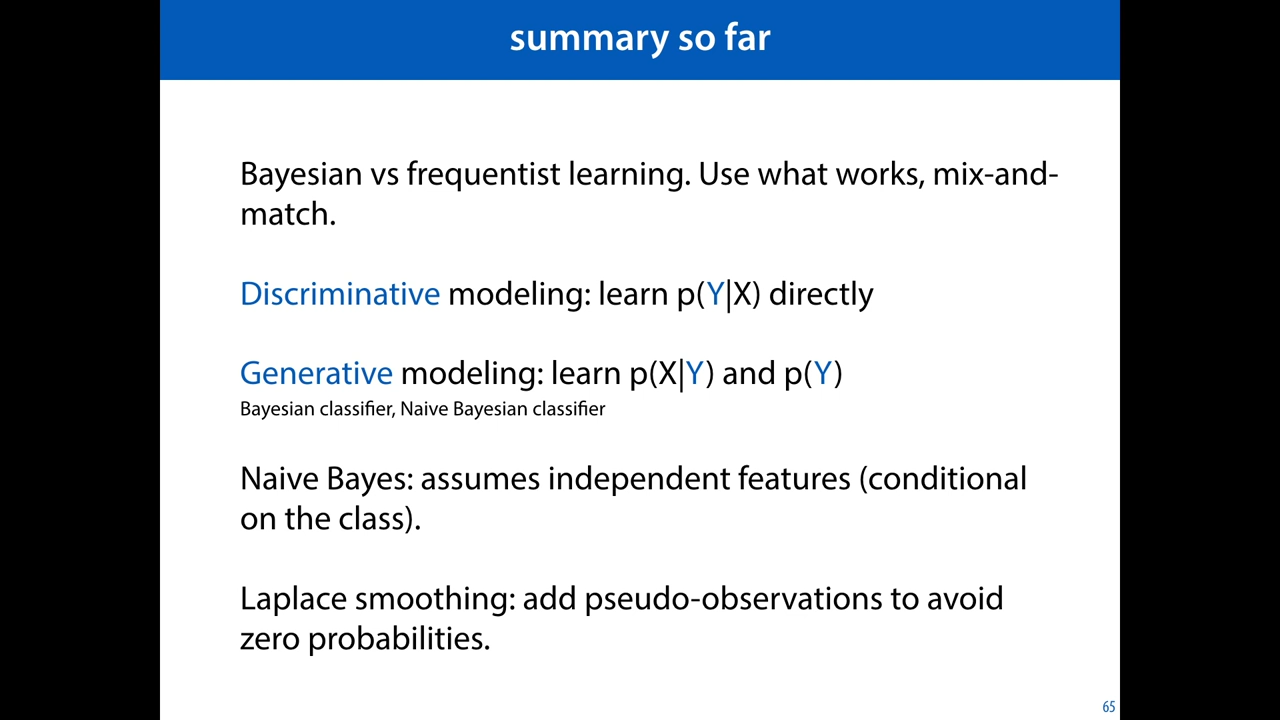 summary so far
Bayesian vs frequentist learning. Use what works, mix-and-
match.
Discriminative modeling: learn p(Y|X) directly
Generative modeling: learn p(X|Y) and p(Y)
Bayesian classifier, Naive Bayesian classifier
Naive Bayes: assumes independent features (conditional
on the class).
Laplace smoothing: add pseudo-observations to avoid
zero probabilities.
65